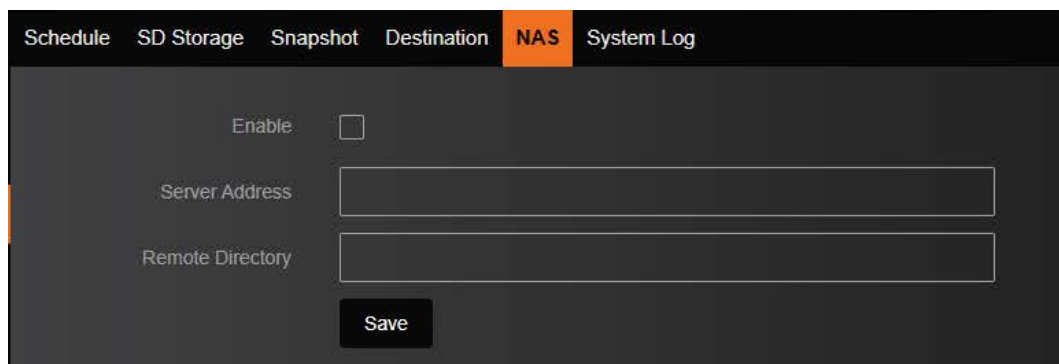 Schedule SD Storage Snapshot Destination NAS System Log
Enable
Server Address
Remote Directory
Save